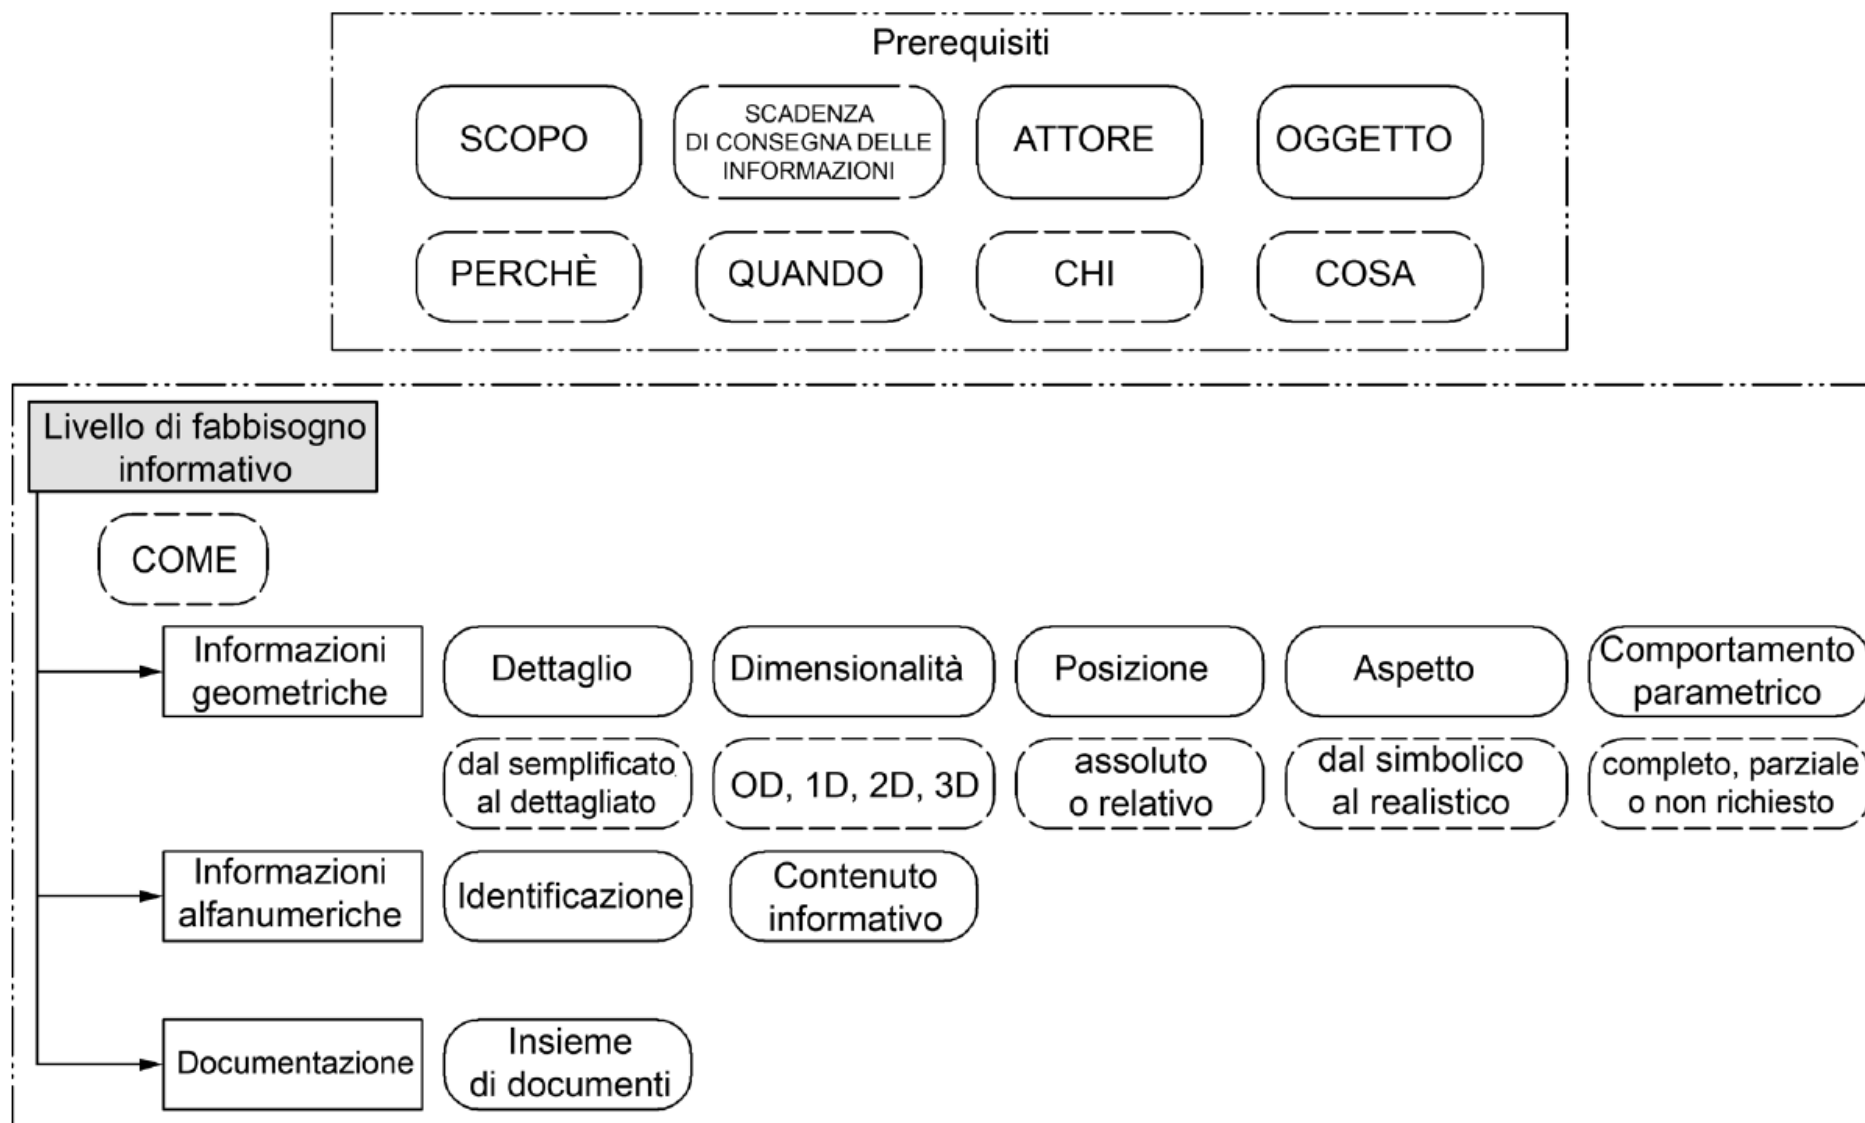 Prerequisiti
SCOPO
SCADENZA
DI CONSEGNA DELLE
INFORMAZIONI
ATTORE
OGGETTO
PERCHÈ
QUANDO
CHI
COSA
Livello di fabbisogno
informativo
COME
Informazioni
geometriche
Dettaglio
Dimensionalità
Posizione
Aspetto
Comportamento
parametrico
dal semplificato
al dettagliato
OD, 1D, 2D, 3D
assoluto
o relativo
dal simbolico
al realistico
completo, parziale
o non richiesto
Informazioni
alfanumeriche
Identificazione
Contenuto
informativo
Documentazione
Insieme
di documenti